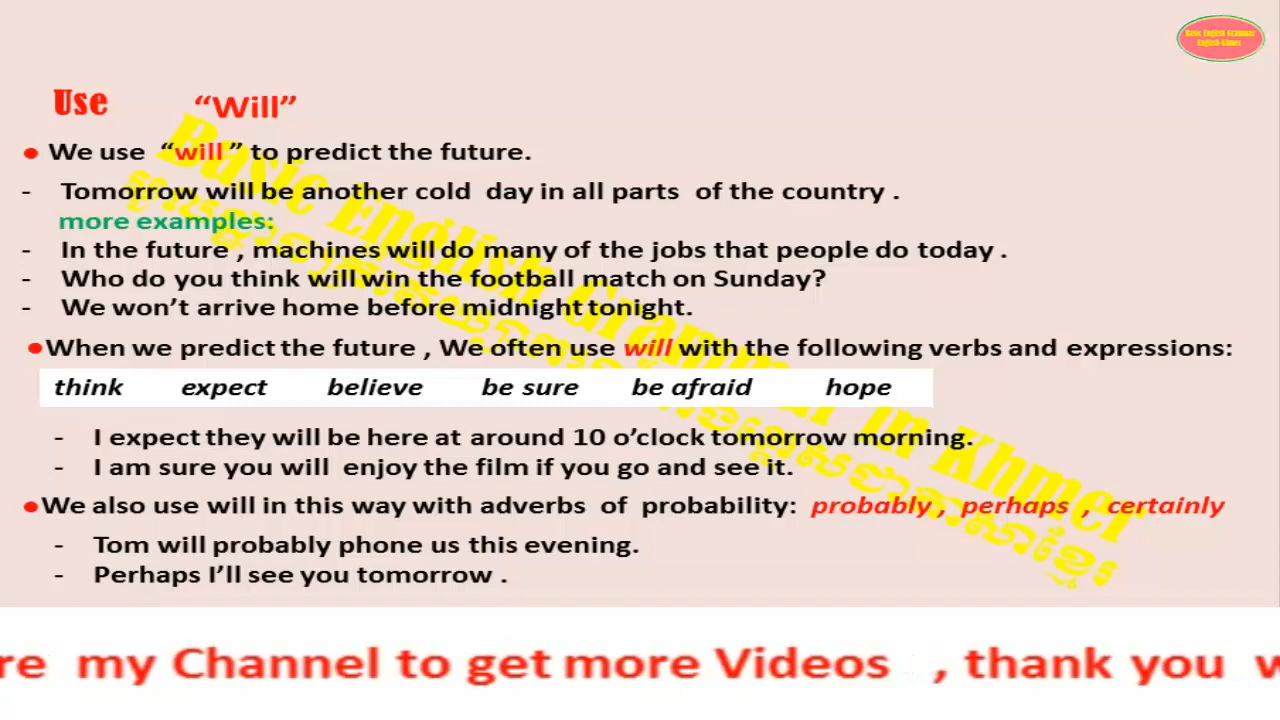 Basic English Grammar
English-Khmer
Use “Will”
• We use “will” to predict the future.
- Tomorrow will be another cold day in all parts of the country .
more examples:
- In the future , machines will do many of the jobs that people do today .
- Who do you think will win the football match on Sunday?
- We won’t arrive home before midnight tonight.
•When we predict the future , We often use will with the following verbs and expressions:
think expect believe be sure be afraid hope
- I expect they will be here at around 10 o’clock tomorrow morning.
- I am sure you will enjoy the film if you go and see it.
•We also use will in this way with adverbs of probability: probably , perhaps , certainly
- Tom will probably phone us this evening.
- Perhaps I’ll see you tomorrow .
Basic English Grammar in Khmer
re my Channel to get more Videos , thank you w